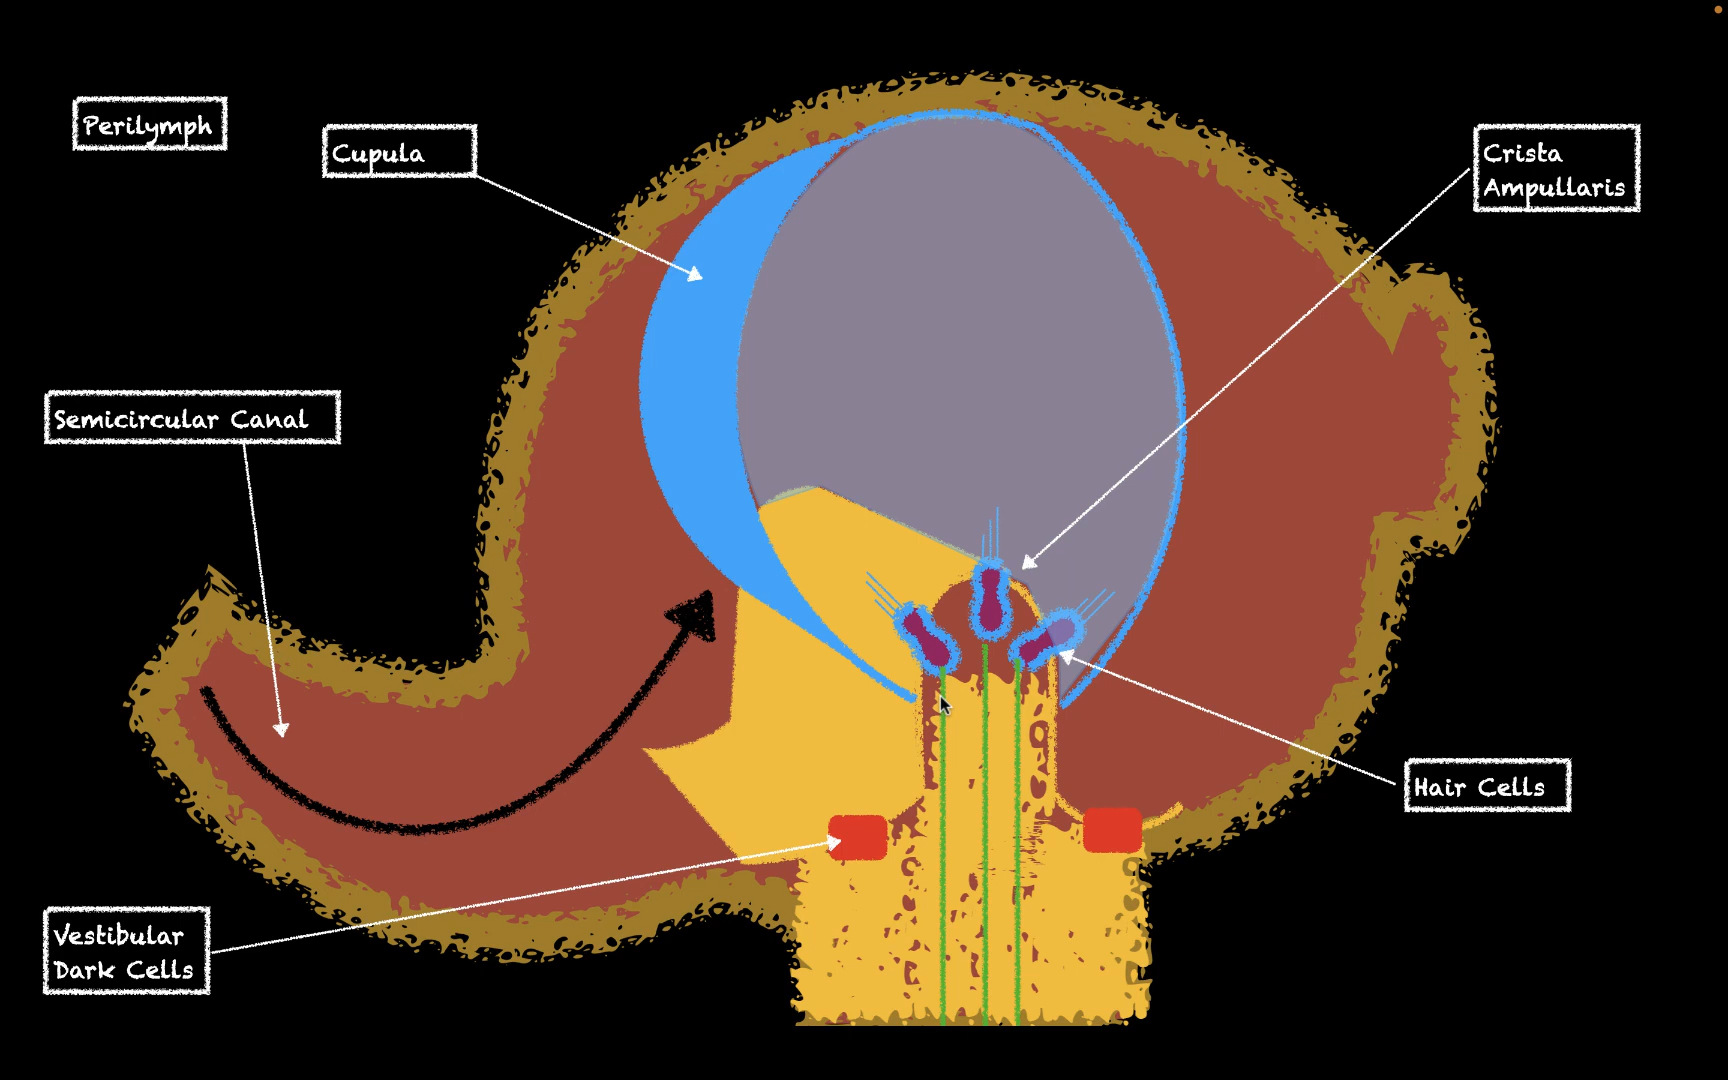 Perilymph
Cupula
Crista
Ampullaris
Semicircular Canal
Hair Cells
Vestibular
Dark Cells